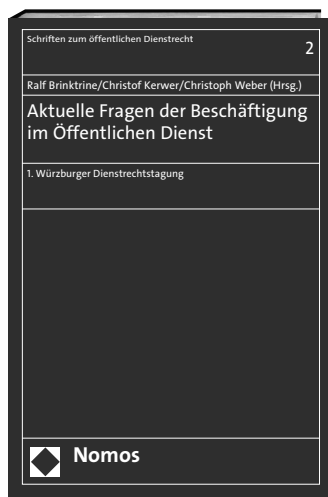 Schriften zum öffentlichen Dienstrecht
2
Ralf Brinktrine/Christof Kerwer/Christoph Weber (Hrsg.)
Aktuelle Fragen der Beschäftigung
im Öffentlichen Dienst
1. Würzburger Dienstrechtstagung
Nomos